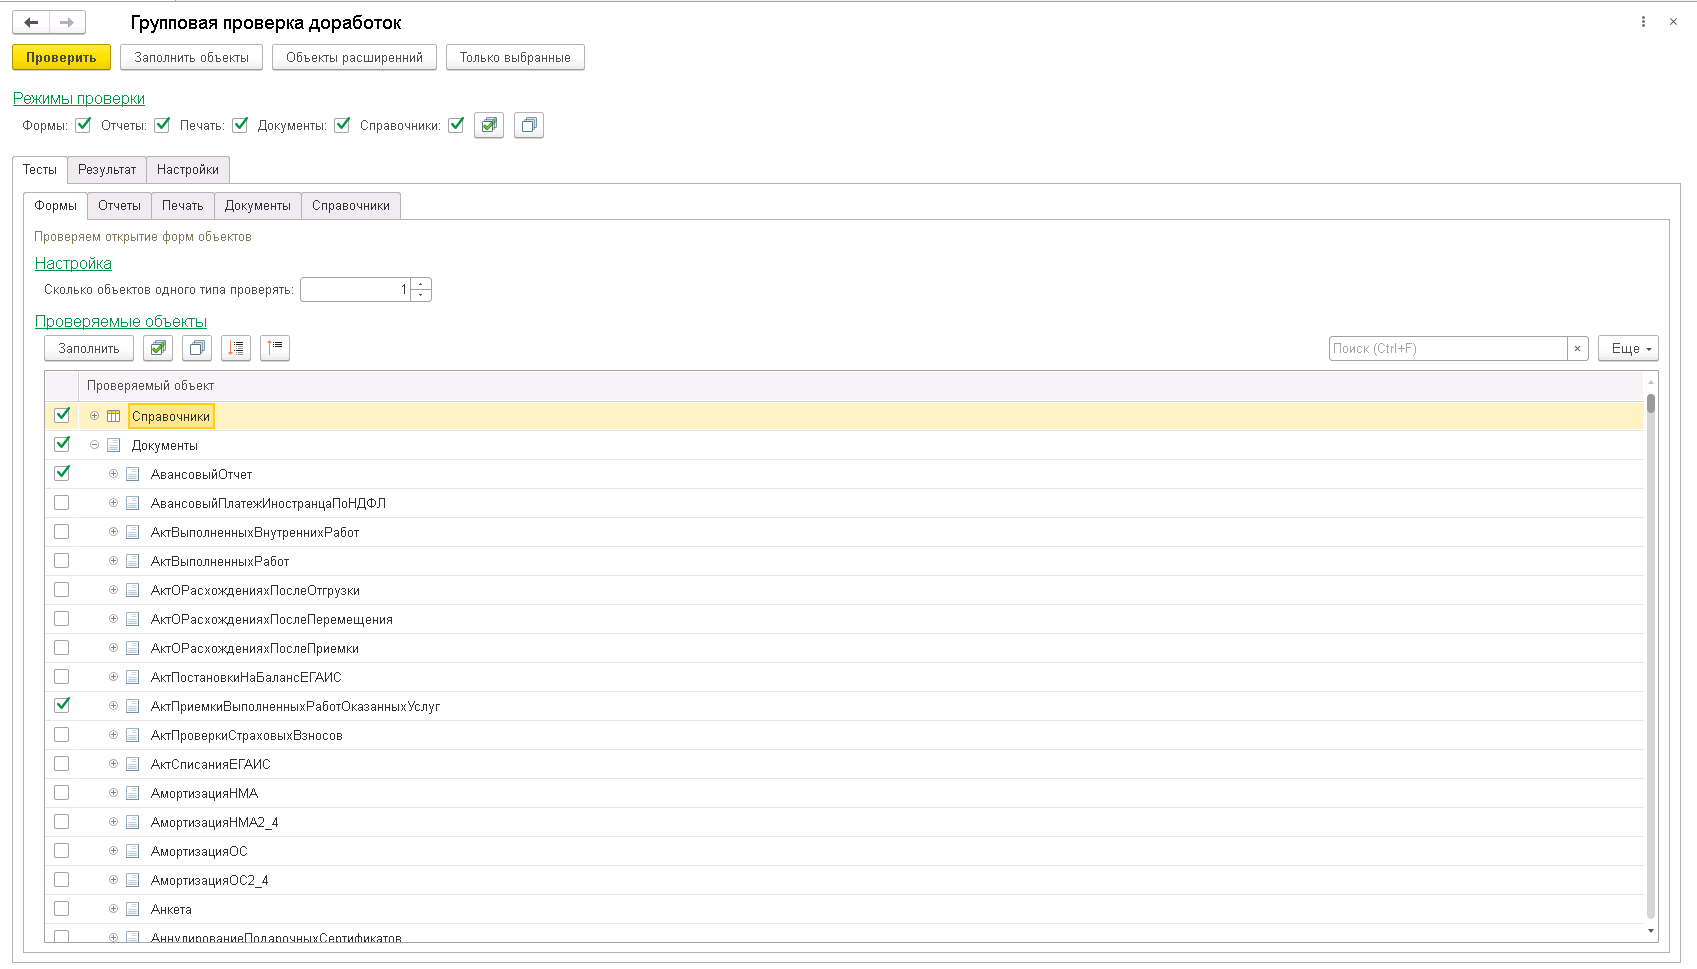 Групповая проверка доработок
Проверить Заполнить объекты Объекты расширенний Только выбранные
Режимы проверки
Формы: Отчеты: Печать: Документы: Справочники:
Тесты Результат Настройки
Формы Отчеты Печать Документы Справочники
Проверяем открытие форм объектов
Настройка
Сколько объектов одного типа проверять: 1
Проверяемые объекты
Заполнить Поиск (Ctrl+F) × Еще
Проверяемый объект
Справочники
Документы
АвансовыйОтчет
АвансовыйПлатежИностранцаПоНДФЛ
АктВыполненныхВнутреннихРабот
АктВыполненныхРабот
АктОРасхожденияхПослеОтгрузки
АктОРасхожденияхПослеПеремещения
АктОРасхожденияхПослеПриемки
АктПостановкиНаБалансЕГАИС
АктПриемкиВыполненныхРаботОказанныхУслуг
АктПроверкиСтраховыхВзносов
АктСписанияЕГАИС
АмортизацияНМА
АмортизацияНМА2_4
АмортизацияОС
АмортизацияОС2_4
Анкета
АннулированиеПодарочныхСертификатов